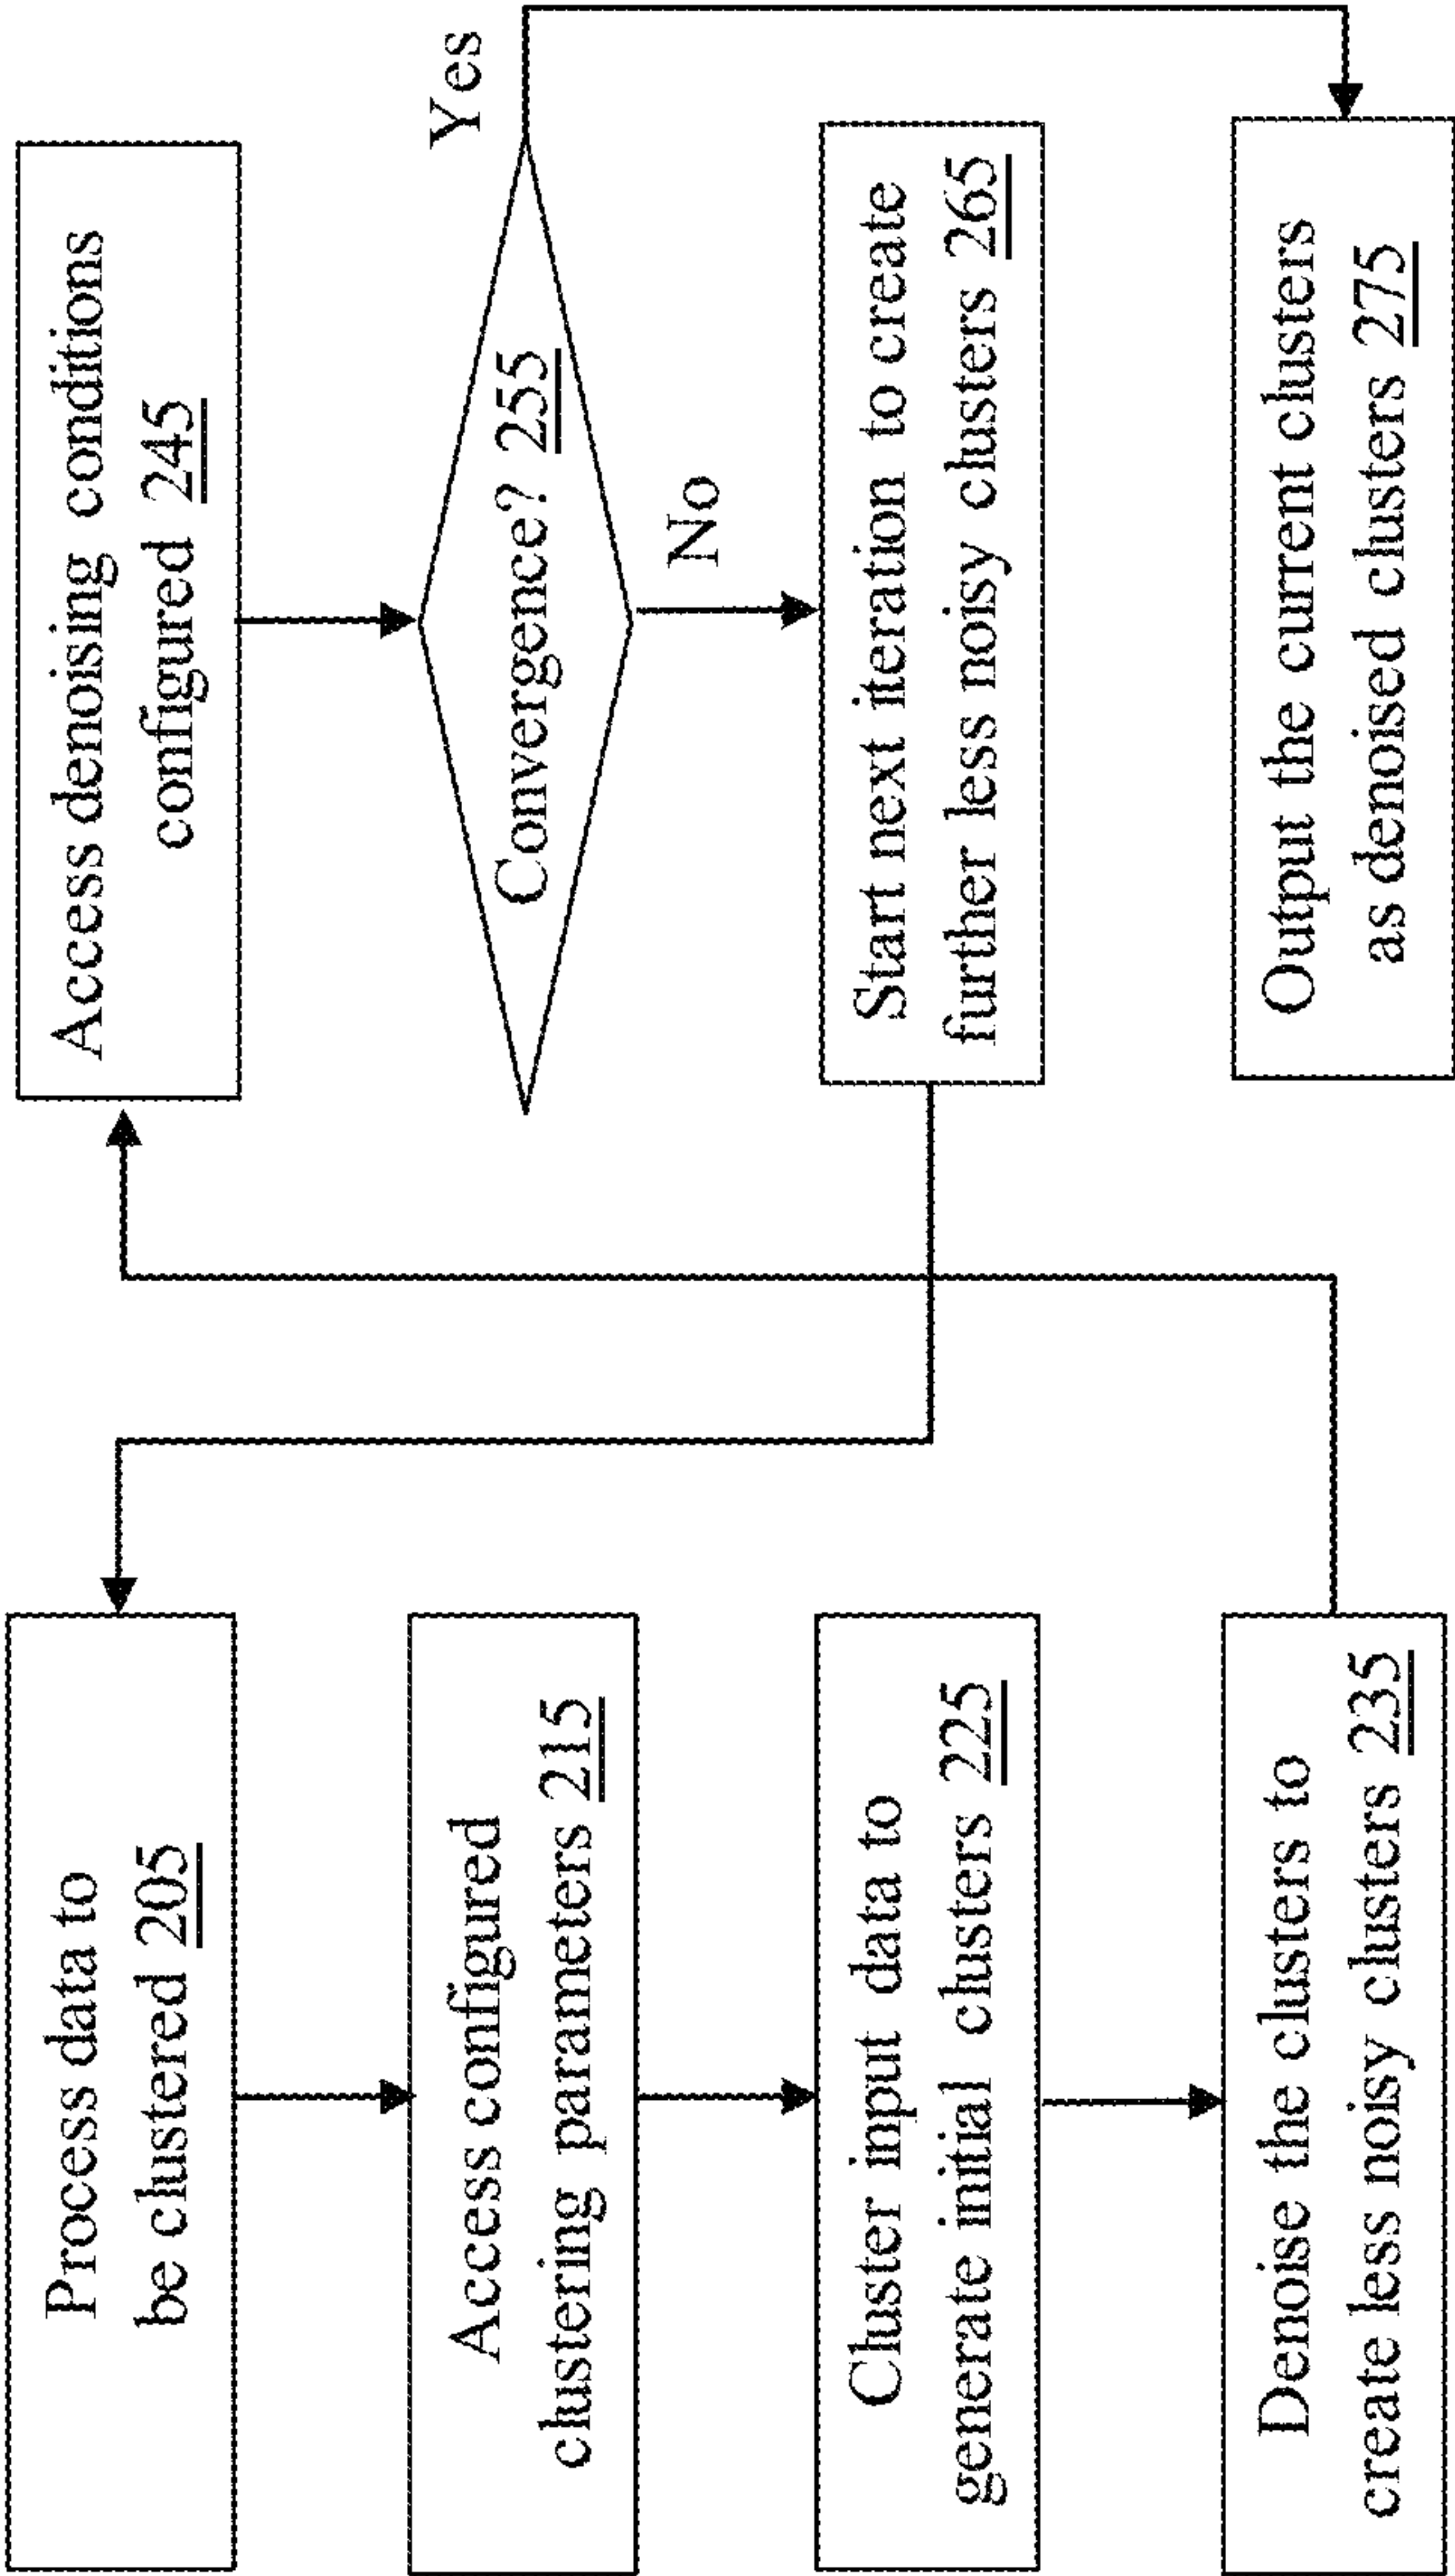 Process data to
be clustered 205
Access configured
clustering parameters 215
Cluster input data to
generate initial clusters 225
Denoise the clusters to
create less noisy clusters 235
Access denoising conditions
configured 245
Convergence? 255
Yes
No
Start next iteration to create
further less noisy clusters 265
Output the current clusters
as denoised clusters 275